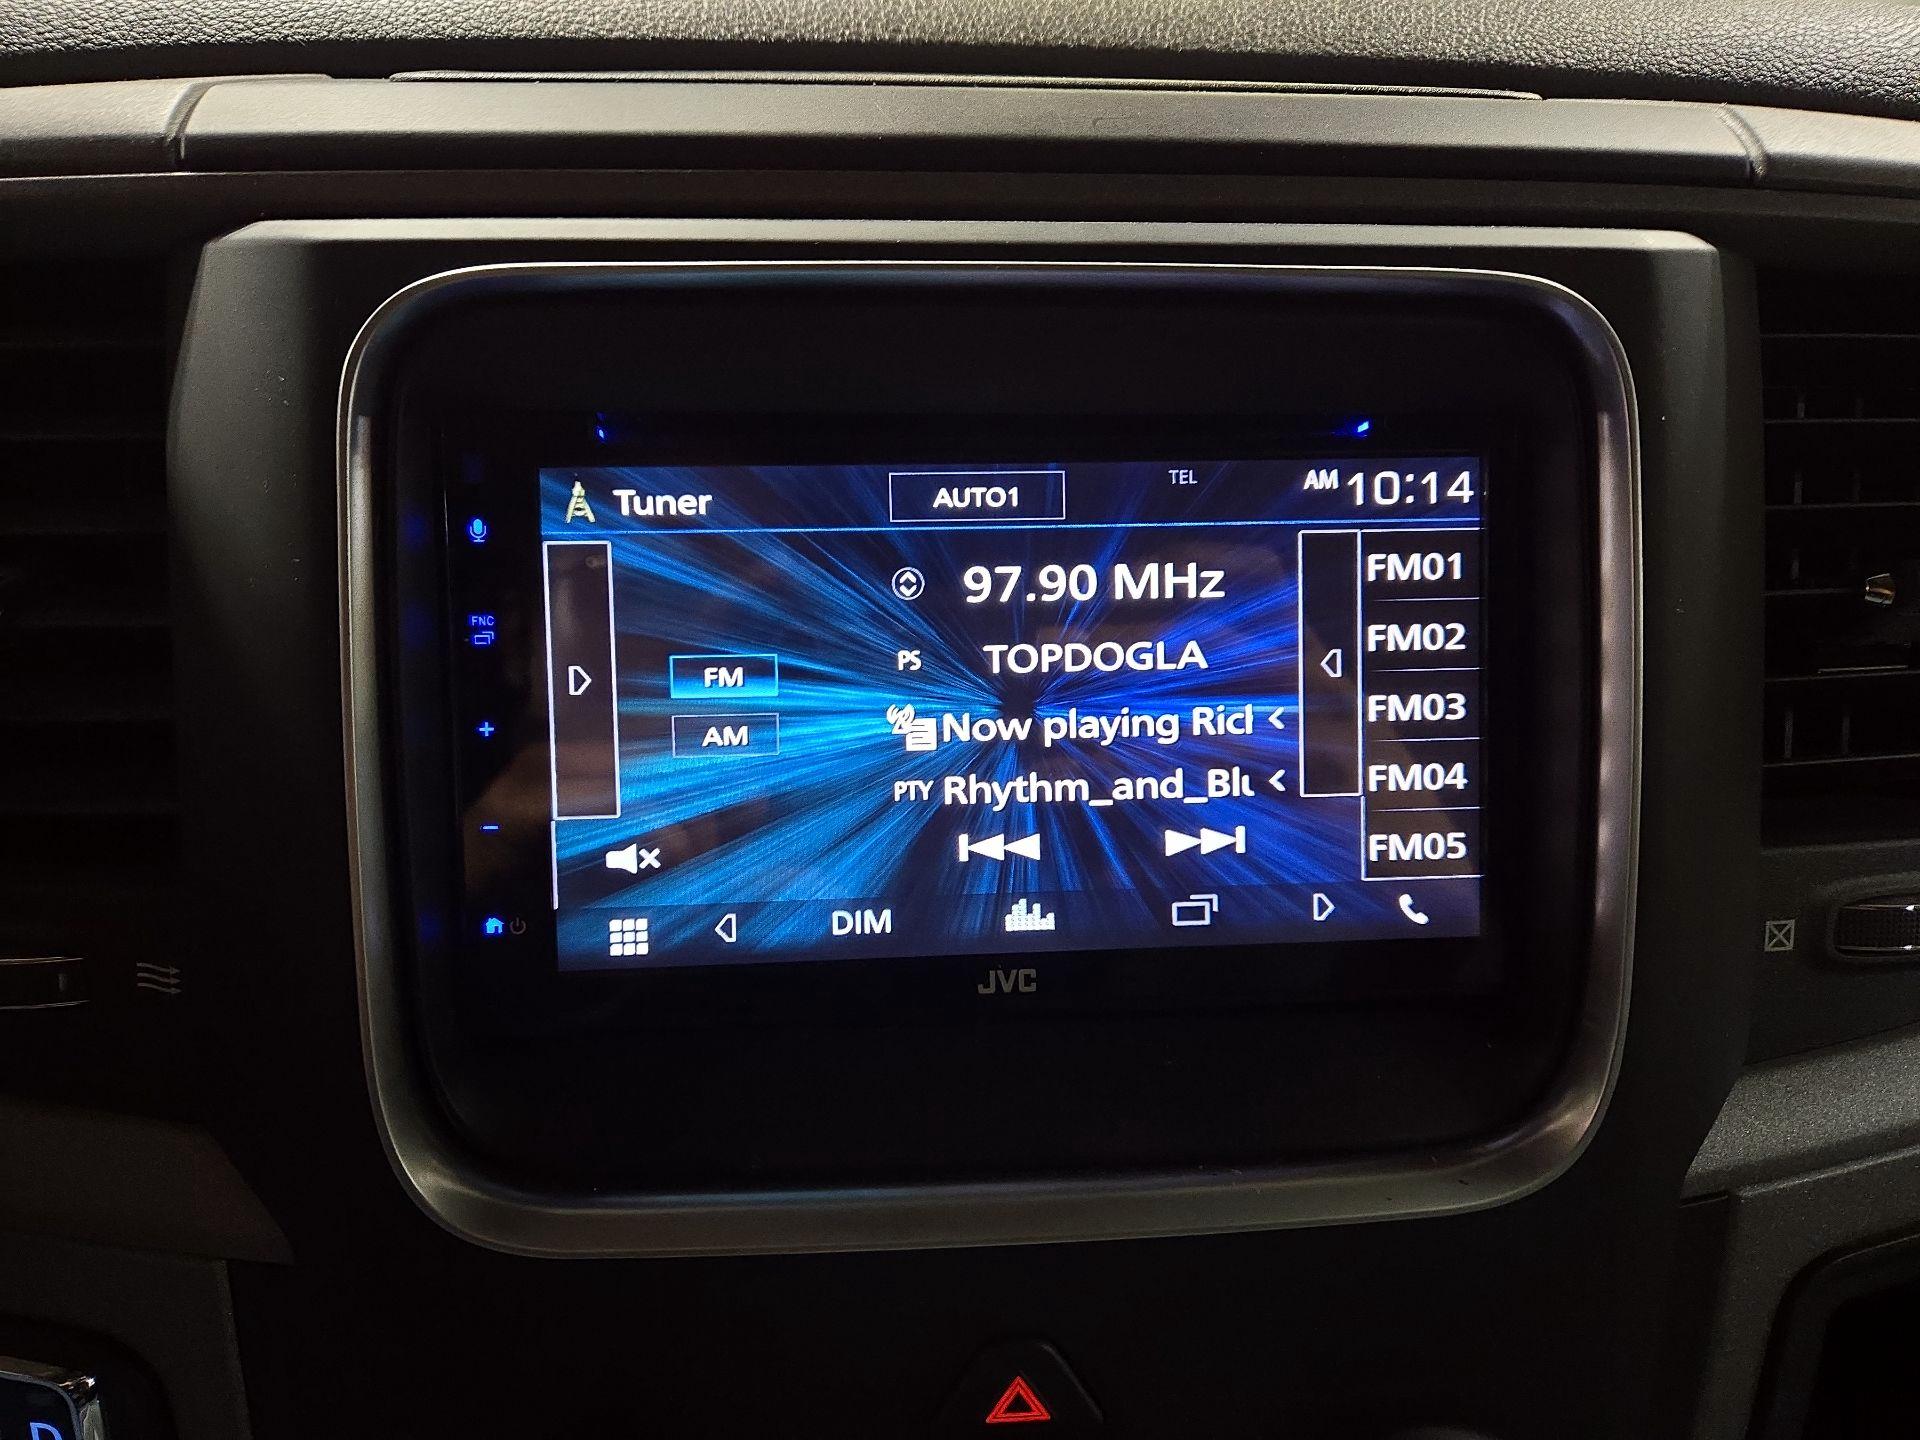 Tuner
AUTO1
TEL
AM 10:14
97.90 MHz
FM01
FNC
PS TOPDOGLA
FM02
FM
Now playing Ricl <
FM03
AM
PTY Rhythm_and_Blu <
FM04
FM05
DIM
JVC
D